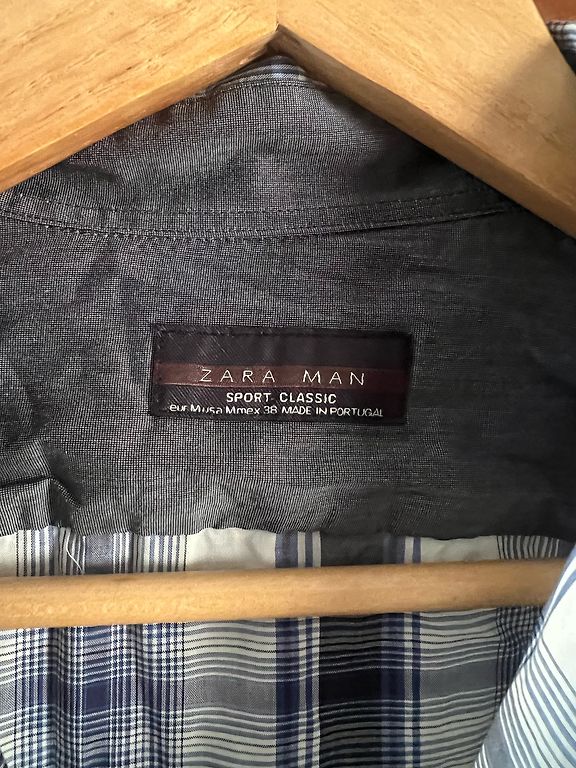 ZARA MAN
SPORT CLASSIC
eur M usa M mex 38 MADE IN PORTUGAL